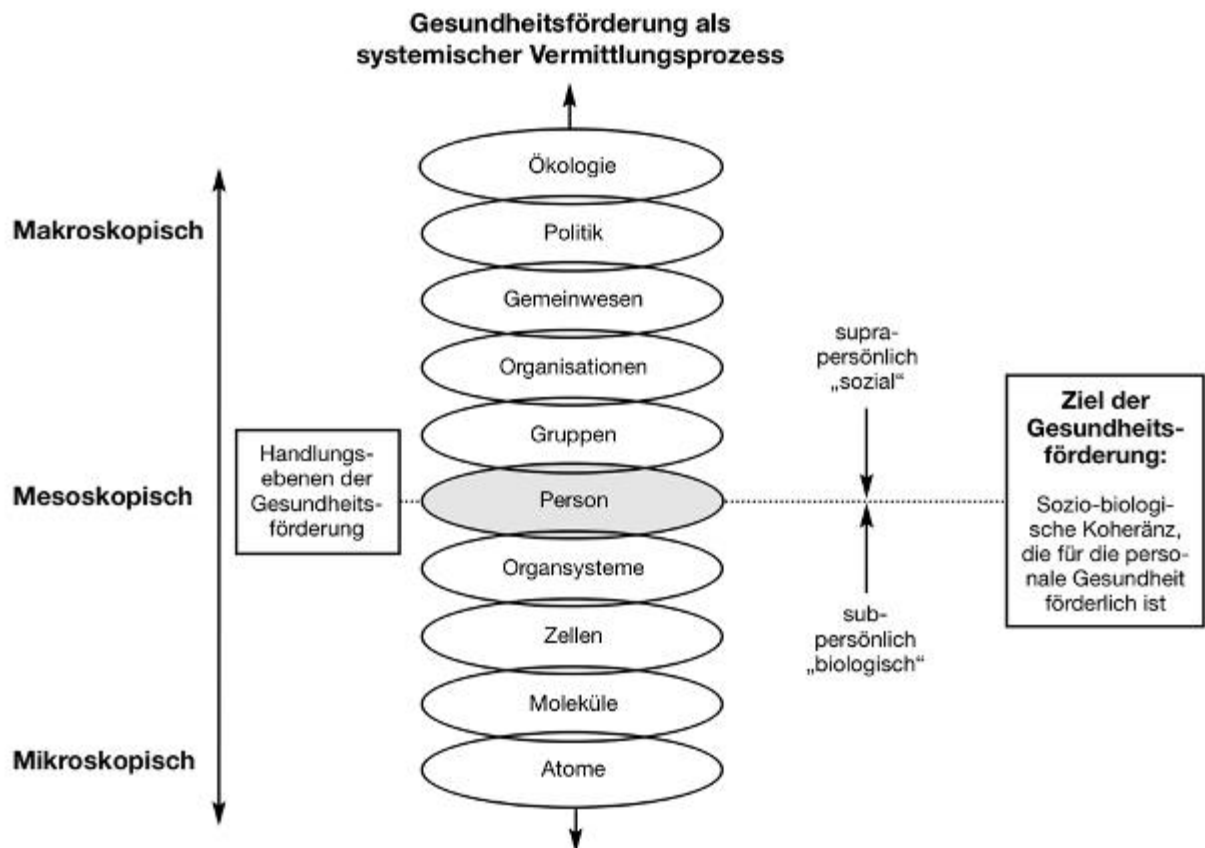 Gesundheitsförderung als
systemischer Vermittlungsprozess
Ökologie
Makroskopisch
Politik
Gemeinwesen
supra-
persönlich
„sozial“
Organisationen
Gruppen
Handlungs-
ebenen der
Gesundheits-
förderung
Mesoskopisch
Person
Ziel der
Gesundheits-
förderung:
Sozio-biologi-
sche Koheränz,
die für die perso-
nale Gesundheit
förderlich ist
Organsysteme
sub-
persönlich
„biologisch“
Zellen
Moleküle
Mikroskopisch
Atome